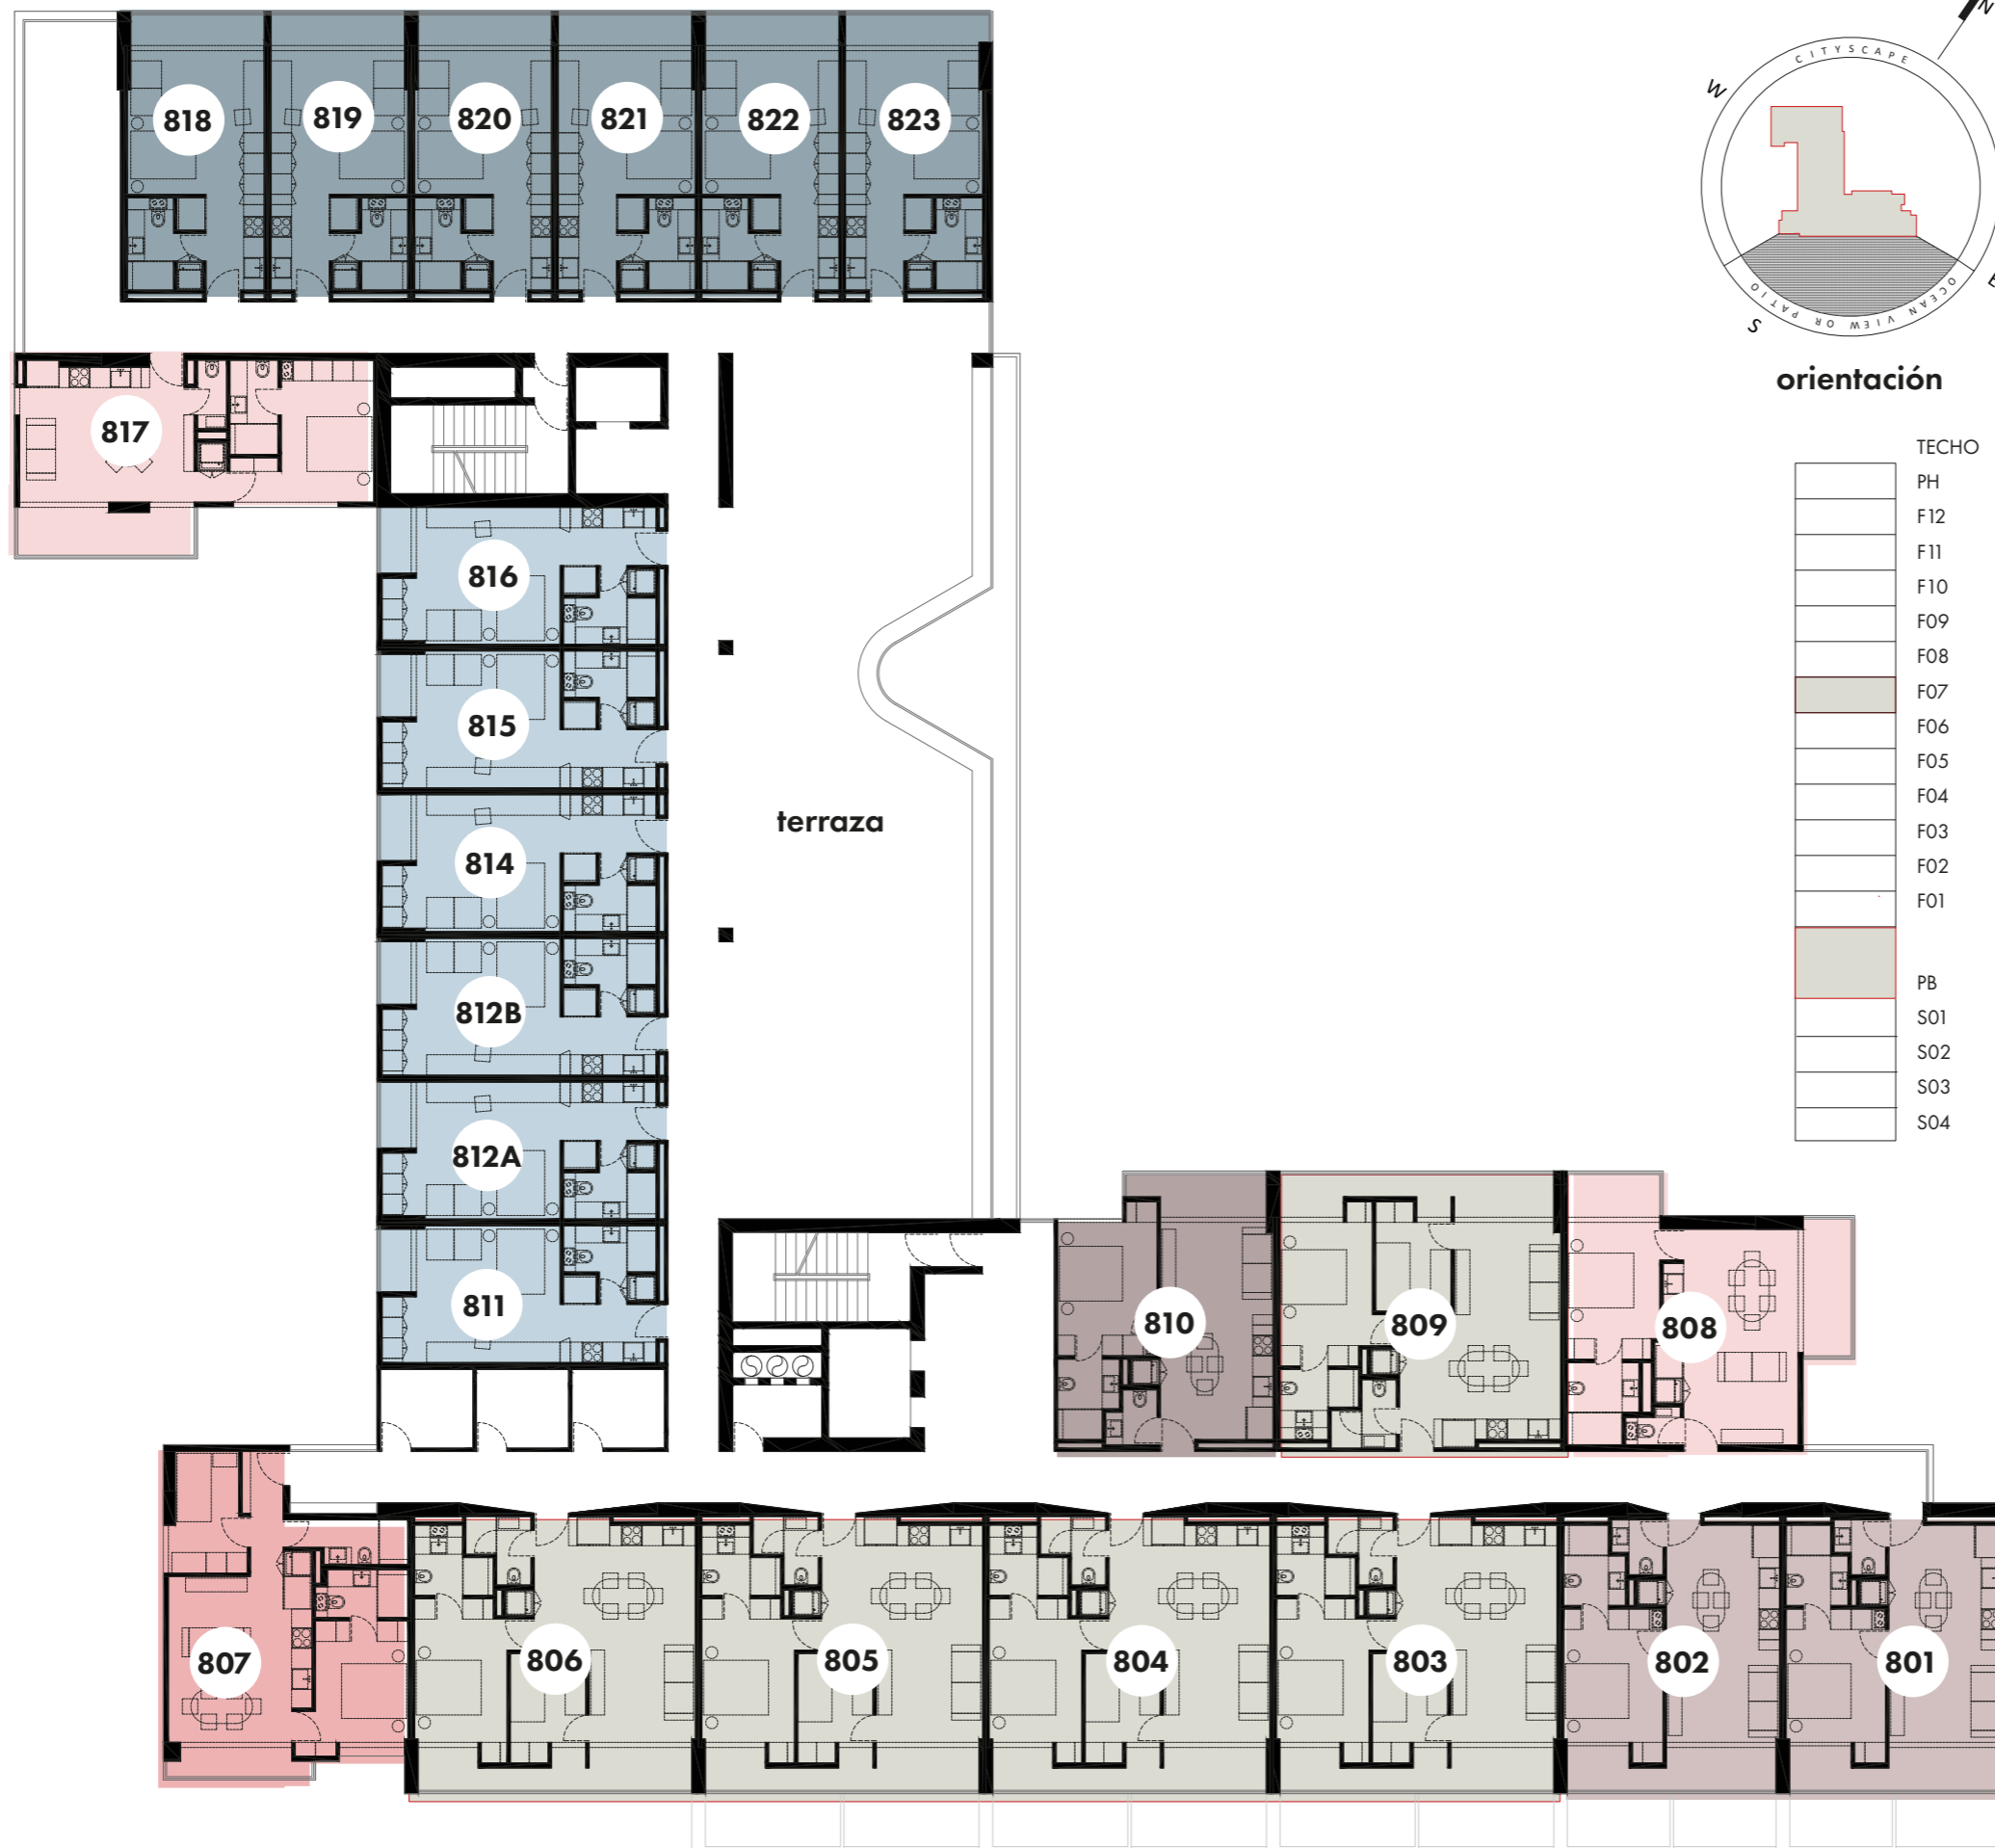 N
CITYSCAPE
W
818
819
820
821
822
823
E
OCEAN VIEW OR PATIO
S
orientación
817
TECHO
PH
F12
F11
F10
F09
F08
F07
F06
F05
F04
F03
F02
F01
PB
S01
S02
S03
S04
816
815
terraza
814
812B
812A
811
810
809
808
807
806
805
804
803
802
801